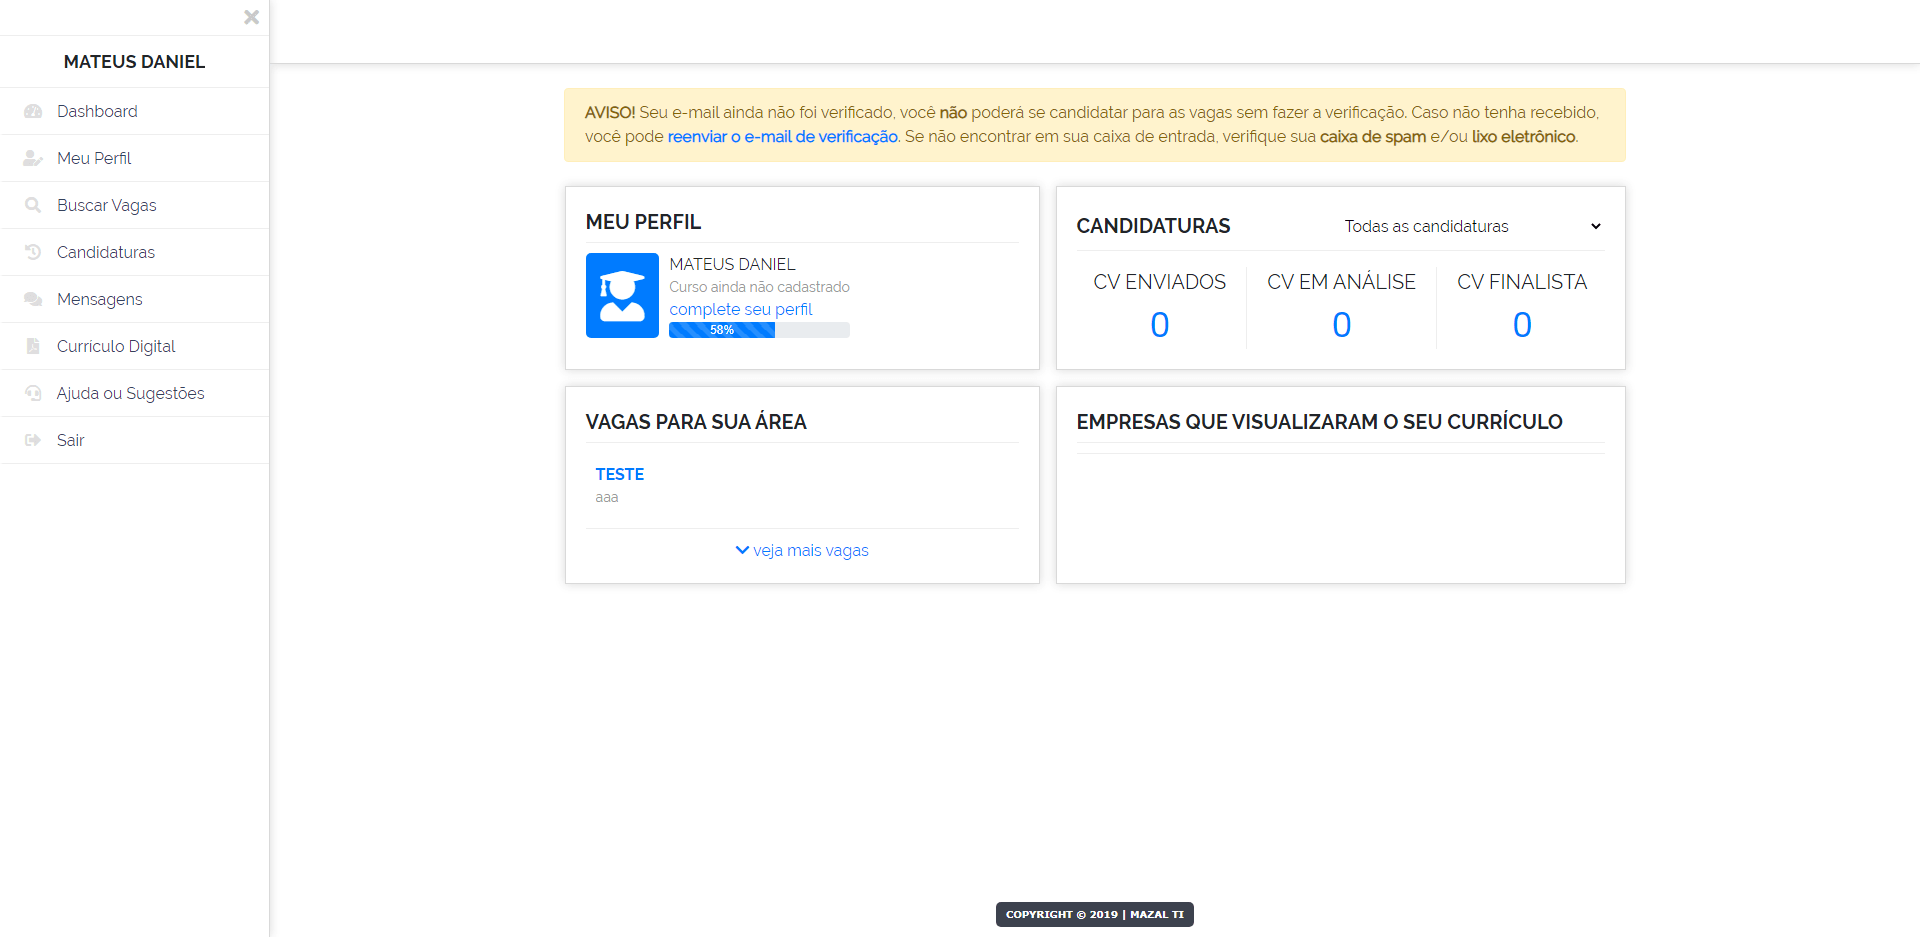 MATEUS DANIEL
Dashboard
Meu Perfil
Buscar Vagas
Candidaturas
Mensagens
Currículo Digital
Ajuda ou Sugestões
Sair
AVISO! Seu e-mail ainda não foi verificado, você não poderá se candidatar para as vagas sem fazer a verificação. Caso não tenha recebido,
você pode reenviar o e-mail de verificação. Se não encontrar em sua caixa de entrada, verifique sua caixa de spam e/ou lixo eletrônico.
MEU PERFIL
MATEUS DANIEL
Curso ainda não cadastrado
complete seu perfil
58%
CANDIDATURAS
Todas as candidaturas
CV ENVIADOS
0
CV EM ANÁLISE
0
CV FINALISTA
0
VAGAS PARA SUA ÁREA
TESTE
aaa
veja mais vagas
EMPRESAS QUE VISUALIZARAM O SEU CURRÍCULO
COPYRIGHT © 2019 | MAZAL TI